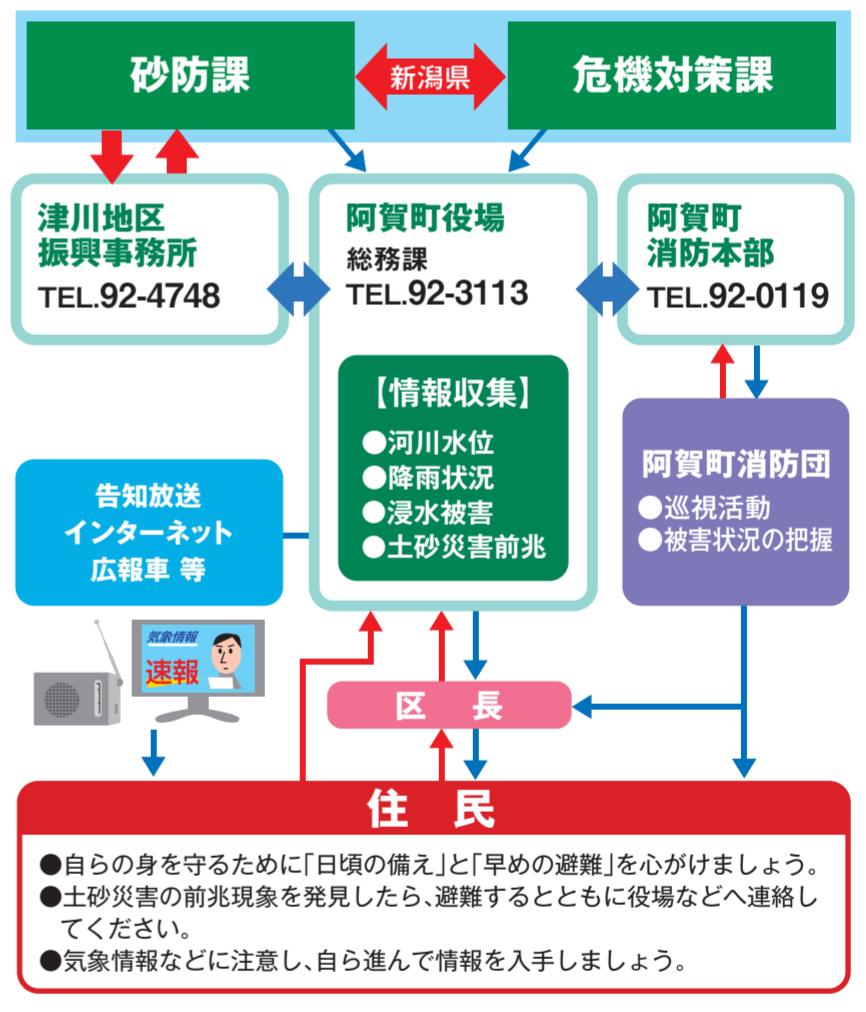 砂防課
新潟県
危機対策課
津川地区
振興事務所
TEL.92-4748
阿賀町役場
総務課
TEL.92-3113
阿賀町
消防本部
TEL.92-0119
【情報収集】
●河川水位
●降雨状況
●浸水被害
●土砂災害前兆
阿賀町消防団
●巡視活動
●被害状況の把握
告知放送
インターネット
広報車 等
気象情報
速報
区 長
住 民
●自らの身を守るために「日頃の備え」と「早めの避難」を心がけましょう。
●土砂災害の前兆現象を発見したら、避難するとともに役場などへ連絡し
てください。
●気象情報などに注意し、自ら進んで情報を入手しましょう。